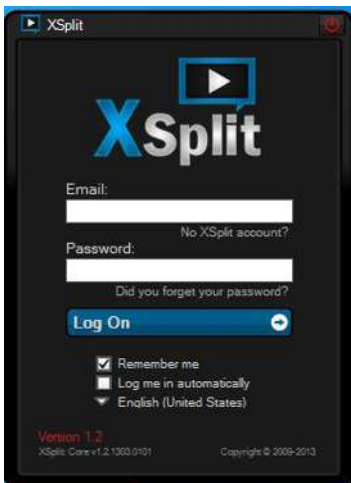 XSplit
XSplit
Email:
No XSplit account?
Password:
Did you forget your password?
Log On
Remember me
Log me in automatically
English (United States)
Version 1.2
XSplit Core v1.2.1303.0101 Copyright © 2009-2013